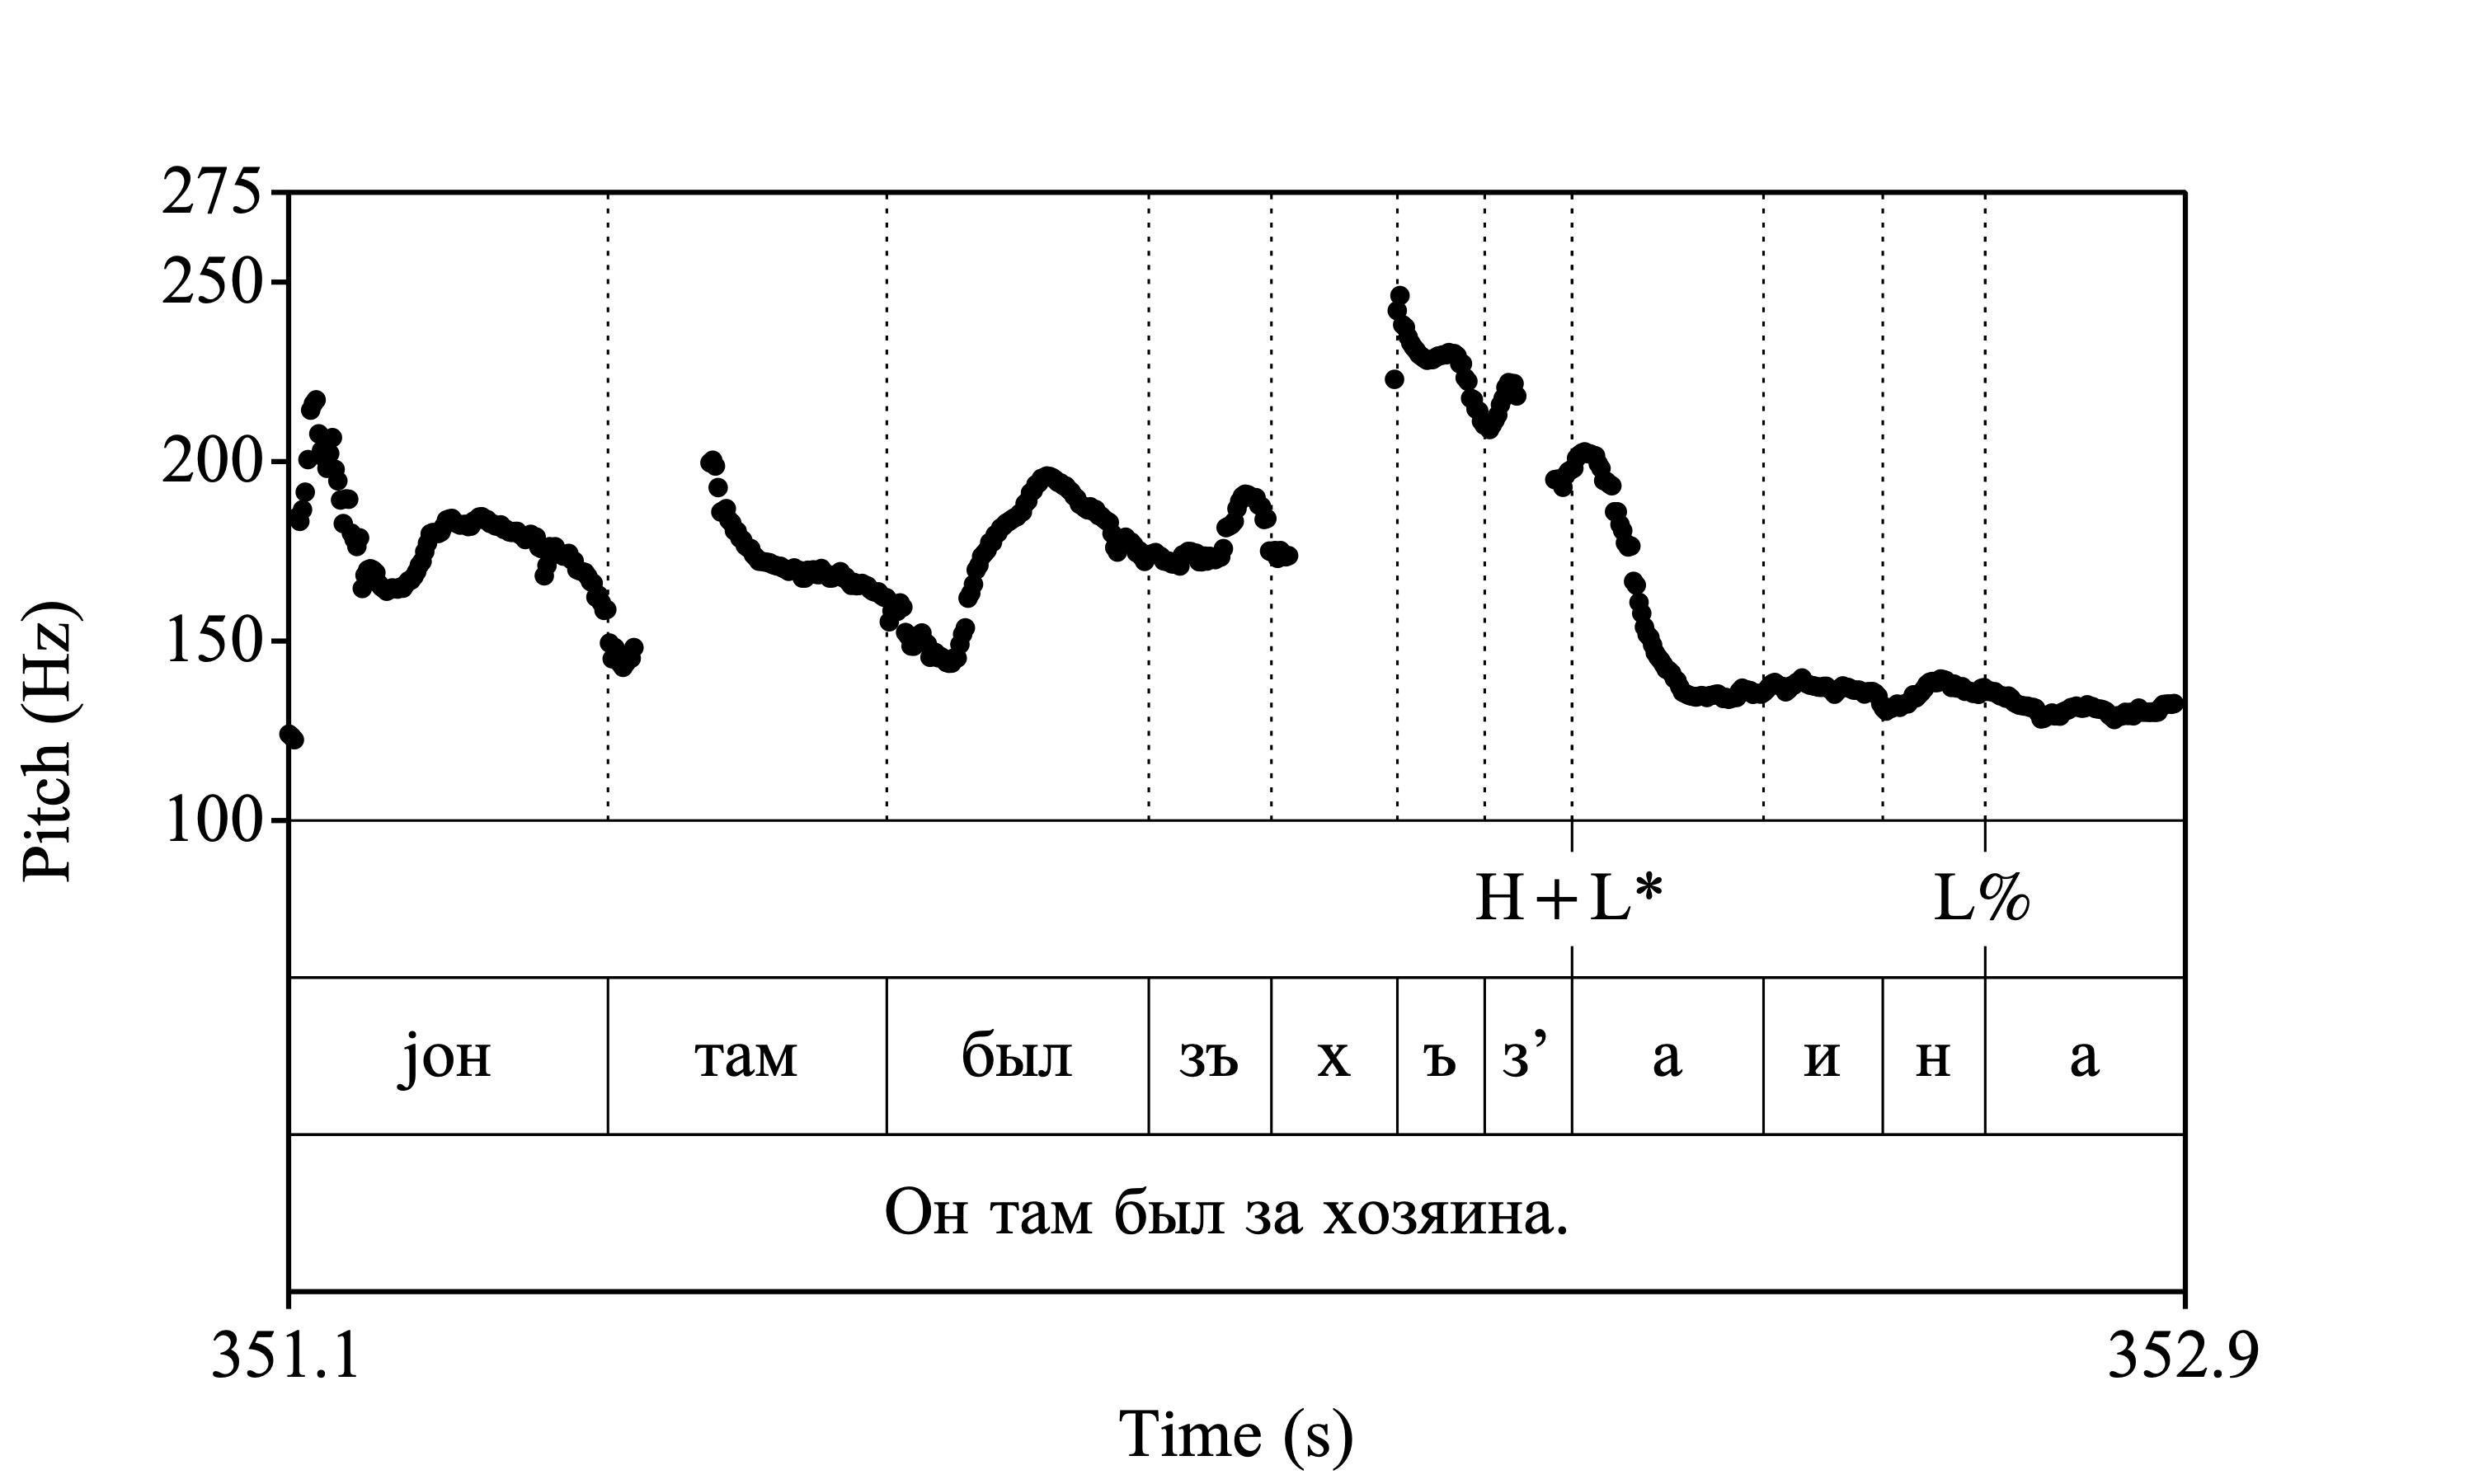 275
250
200
150
100
Pitch (Hz)
H+L* L%
јон там был зъ х ь з’ а и н а
Он там был за хозяина.
351.1 352.9
Time (s)